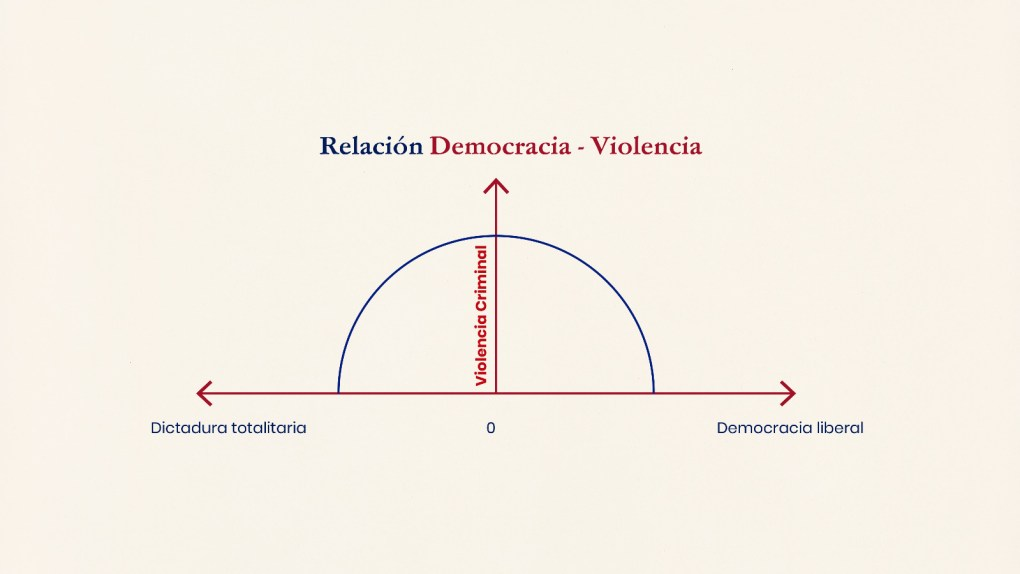 Relación Democracia - Violencia
Violencia Criminal
Dictadura totalitaria
0
Democracia liberal